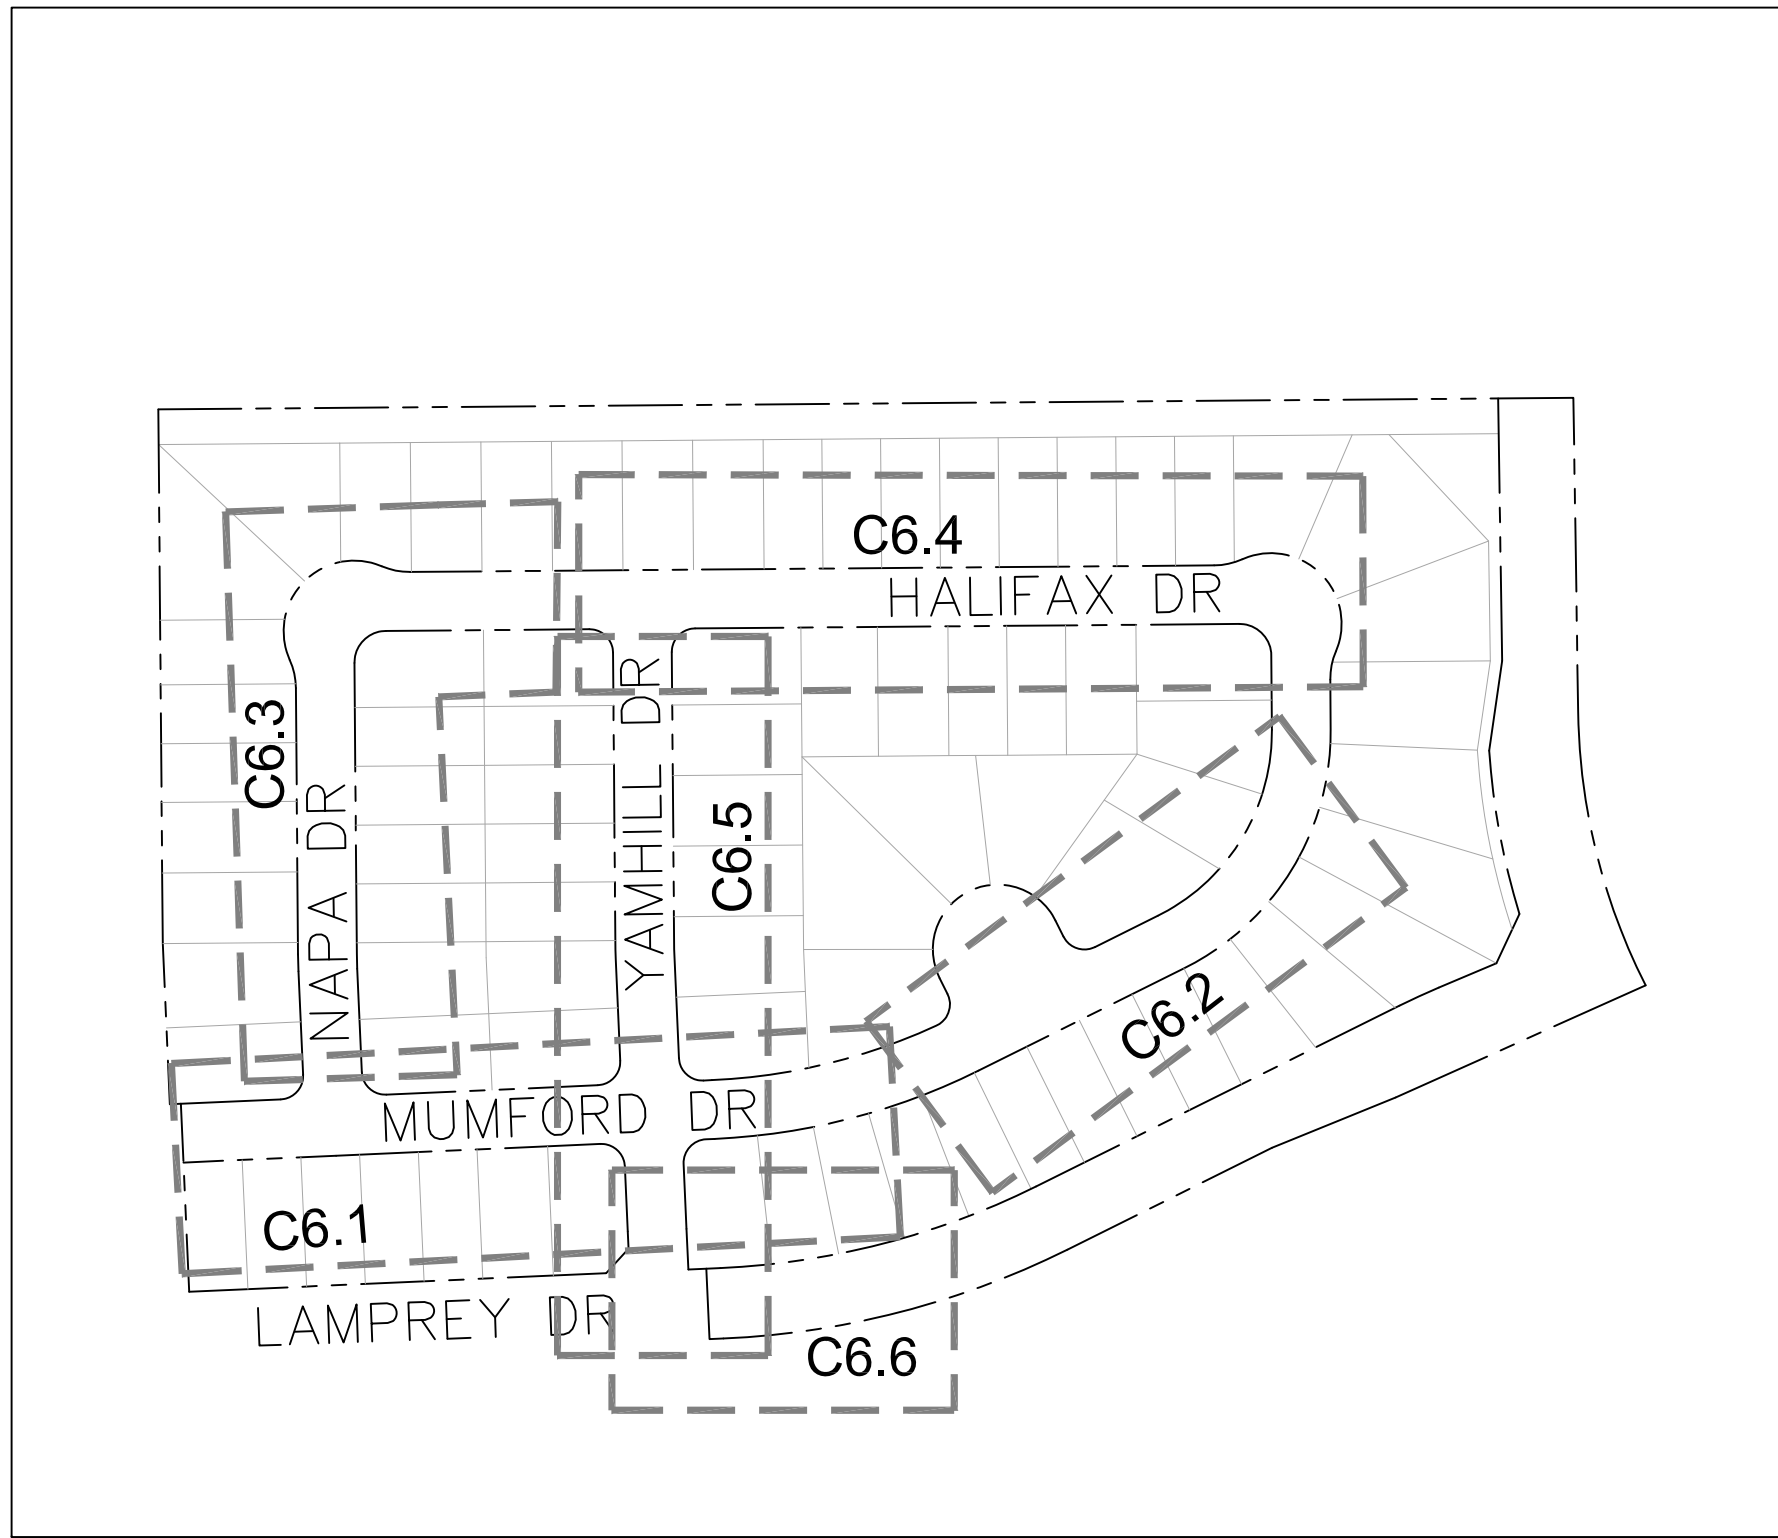 C6.4
HALIFAX DR
C6.3
NAPA DR
YAMHILL DR
C6.5
C6.2
MUMFORD DR
C6.1
LAMPREY DR
C6.6